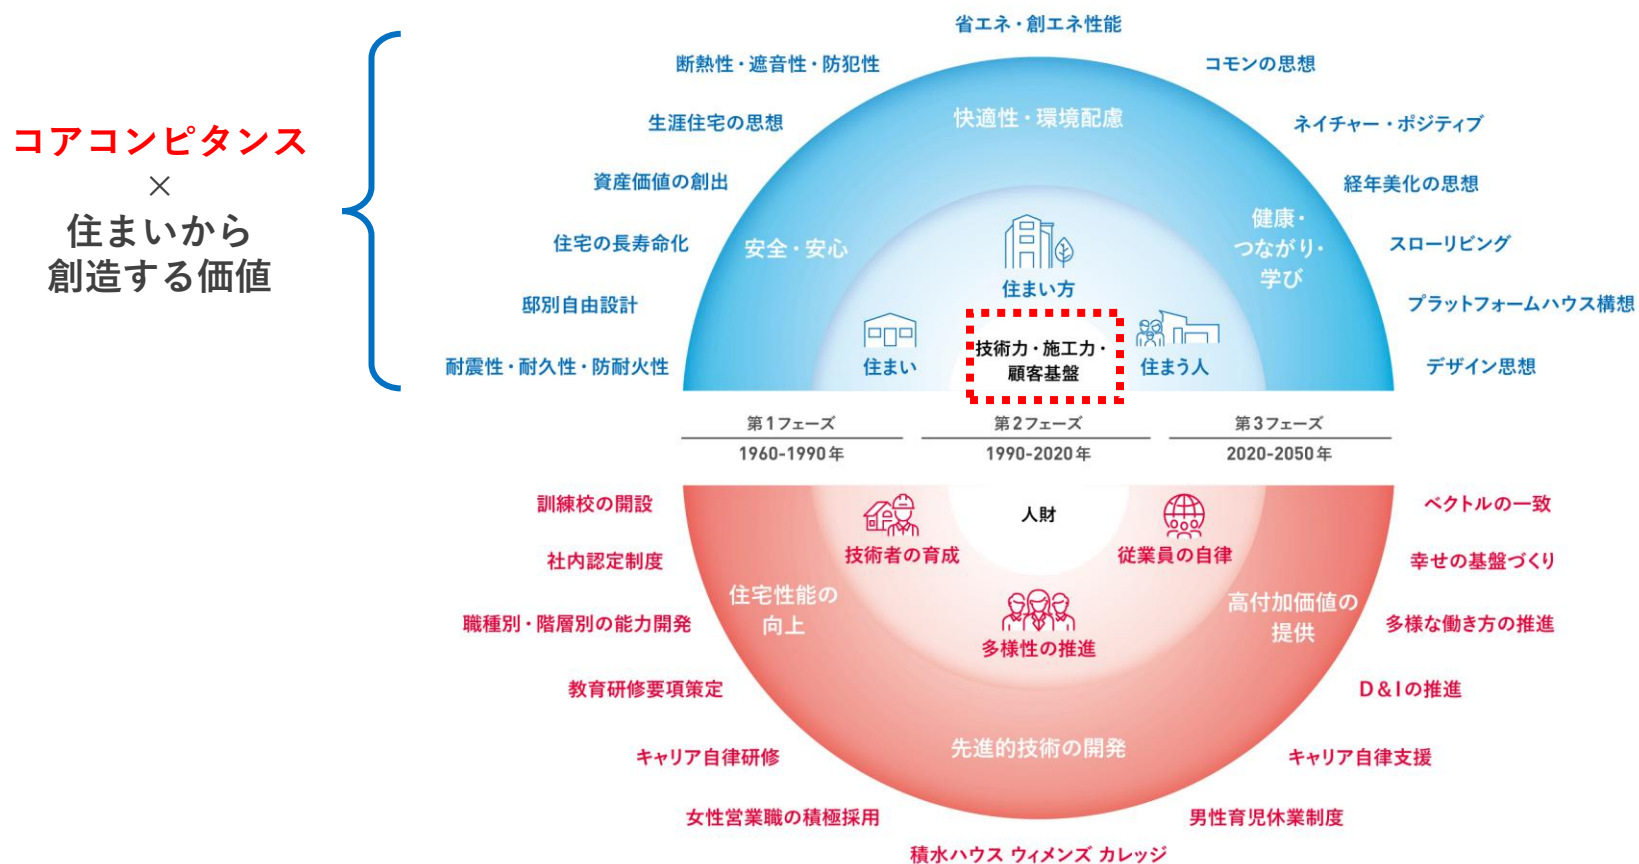 コアコンピタンス
×
住まいから
創造する価値
省エネ・創エネ性能
断熱性・遮音性・防犯性
コモンの思想
生涯住宅の思想
ネイチャー・ポジティブ
資産価値の創出
経年美化の思想
住宅の長寿命化
スローリビング
邸別自由設計
プラットフォームハウス構想
耐震性・耐久性・防耐火性
デザイン思想
快適性・環境配慮
安全・安心
健康・
つながり・
学び
住まい方
住まい
技術力・施工力・
顧客基盤
住まう人
第1フェーズ
1960-1990年
第2フェーズ
1990-2020年
第3フェーズ
2020-2050年
人財
技術者の育成
従業員の自律
多様性の推進
住宅性能の
向上
高付加価値の
提供
先進的技術の開発
訓練校の開設
ベクトルの一致
社内認定制度
幸せの基盤づくり
職種別・階層別の能力開発
多様な働き方の推進
教育研修要項策定
D&Iの推進
キャリア自律研修
キャリア自律支援
女性営業職の積極採用
男性育児休業制度
積水ハウス ウィメンズ カレッジ